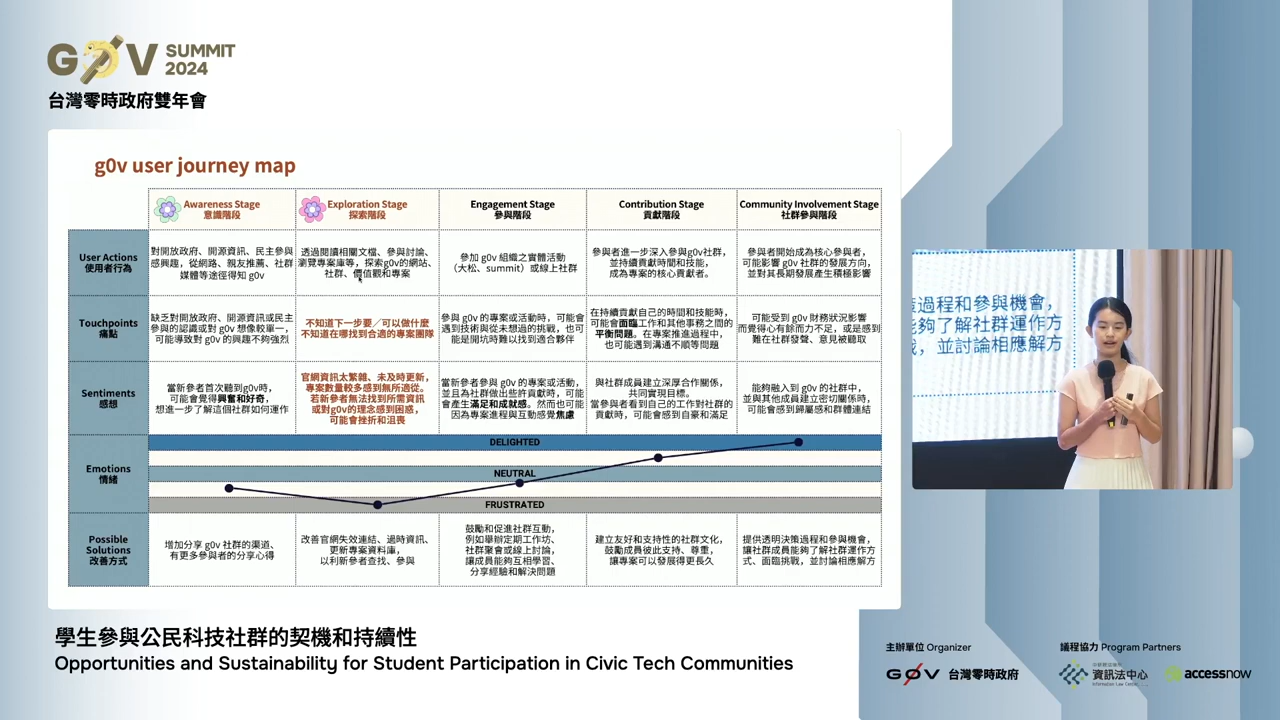 G0V SUMMIT 2024
台灣零時政府雙年會
g0v user journey map
Awareness Stage
意識階段
Exploration Stage
探索階段
Engagement Stage
參與階段
Contribution Stage
貢獻階段
Community Involvement Stage
社群參與階段
User Actions
使用者行為
對開放政府、開源資訊、民主參與
感興趣，從網路、親友推薦、社群
媒體等途徑得知 g0v
透過閱讀相關文檔、參與討論、
瀏覽專案庫等，探索g0v的網站、
社群、價值觀和專案
參加 g0v 組織之實體活動
（大松、summit）或線上社群
參與者進一步深入參與g0v社群，
並持續貢獻時間和技能，
成為專案的核心貢獻者。
參與者開始成為核心參與者，
可能影響 g0v 社群的發展方向，
並對其長期發展產生積極影響
Touchpoints
痛點
缺乏對開放政府、開源資訊或民主
參與的認識或對 g0v 想像較單一，
可能導致對 g0v 的興趣不夠強烈
不知道下一步要／可以做什麼
不知道在哪找到合適的專案團隊
參與 g0v 的專案或活動時，可能會
遇到技術與從未想過的挑戰，也可
能是開坑時難以找到適合夥伴
在持續貢獻自己的時間和技能時，
可能會面臨工作和其他事務之間的
平衡問題。在專案推進過程中，
也可能遇到溝通不順等問題
可能受到 g0v 財務狀況影響
而覺得心有餘而力不足，或是感到
難在社群發聲、意見被聽取
Sentiments
感想
當新參者首次聽到g0v時，
可能會覺得興奮和好奇，
想進一步了解這個社群如何運作
官網資訊太繁雜、未及時更新，
專案數量較多感到無所適從。
若新參者無法找到所需資訊
或對g0v的理念感到困惑，
可能會挫折和沮喪
當新參者參與 g0v 的專案或活動，
並且為社群做出些許貢獻時，可能
會產生滿足和成就感。然而也可能
因為專案進程與互動感覺焦慮
與社群成員建立深厚合作關係，
共同實現目標。
當參與者看到自己的工作對社群的
貢獻時，可能會感到自豪和滿足
能夠融入到 g0v 的社群中，
並與其他成員建立密切關係時，
可能會感到歸屬感和群體連結
Emotions
情緒
DELIGHTED
NEUTRAL
FRUSTRATED
Possible
Solutions
改善方式
增加分享 g0v 社群的渠道、
有更多參與者的分享心得
改善官網失效連結、過時資訊、
更新專案資料庫，
以利新參者查找、參與
鼓勵和促進社群互動，
例如舉辦定期工作坊、
社群聚會或線上討論，
讓成員能夠互相學習、
分享經驗和解決問題
建立友好和支持性的社群文化，
鼓勵成員彼此支持、尊重，
讓專案可以發展得更長久
提供透明決策過程和參與機會，
讓社群成員能夠了解社群運作方
式、面臨挑戰，並討論相應解方
過程和參與機會，
夠了解社群運作方
，並討論相應解方
學生參與公民科技社群的契機和持續性
Opportunities and Sustainability for Student Participation in Civic Tech Communities
主辦單位 Organizer
議程協力 Program Partners
G0V 台灣零時政府
資訊法中心
Information Law Center
accessnow